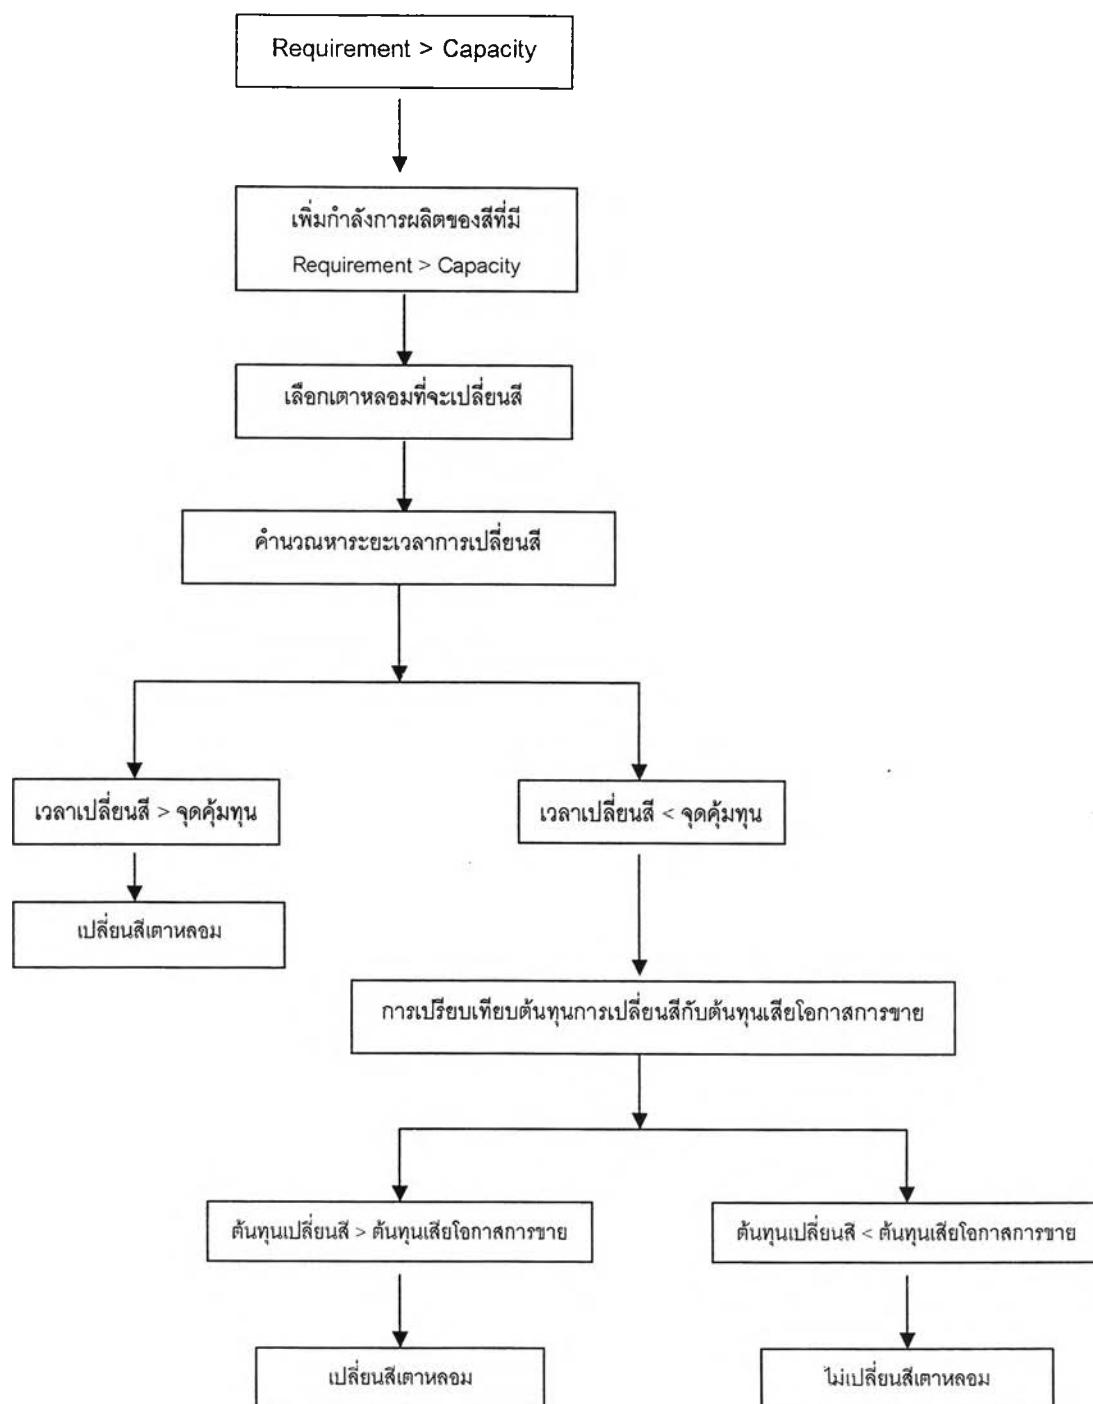 Requirement > Capacity
เพิ่มกำลังการผลิตของสีที่มี
Requirement > Capacity
เลือกเตาหลอมที่จะเปลี่ยนสี
คำนวณหาระยะเวลาการเปลี่ยนสี
เวลาเปลี่ยนสี > จุดคุ้มทุน
เวลาเปลี่ยนสี < จุดคุ้มทุน
เปลี่ยนสีเตาหลอม
การเปรียบเทียบต้นทุนการเปลี่ยนสีกับต้นทุนเสียโอกาสการขาย
ต้นทุนเปลี่ยนสี > ต้นทุนเสียโอกาสการขาย
ต้นทุนเปลี่ยนสี < ต้นทุนเสียโอกาสการขาย
เปลี่ยนสีเตาหลอม
ไม่เปลี่ยนสีเตาหลอม